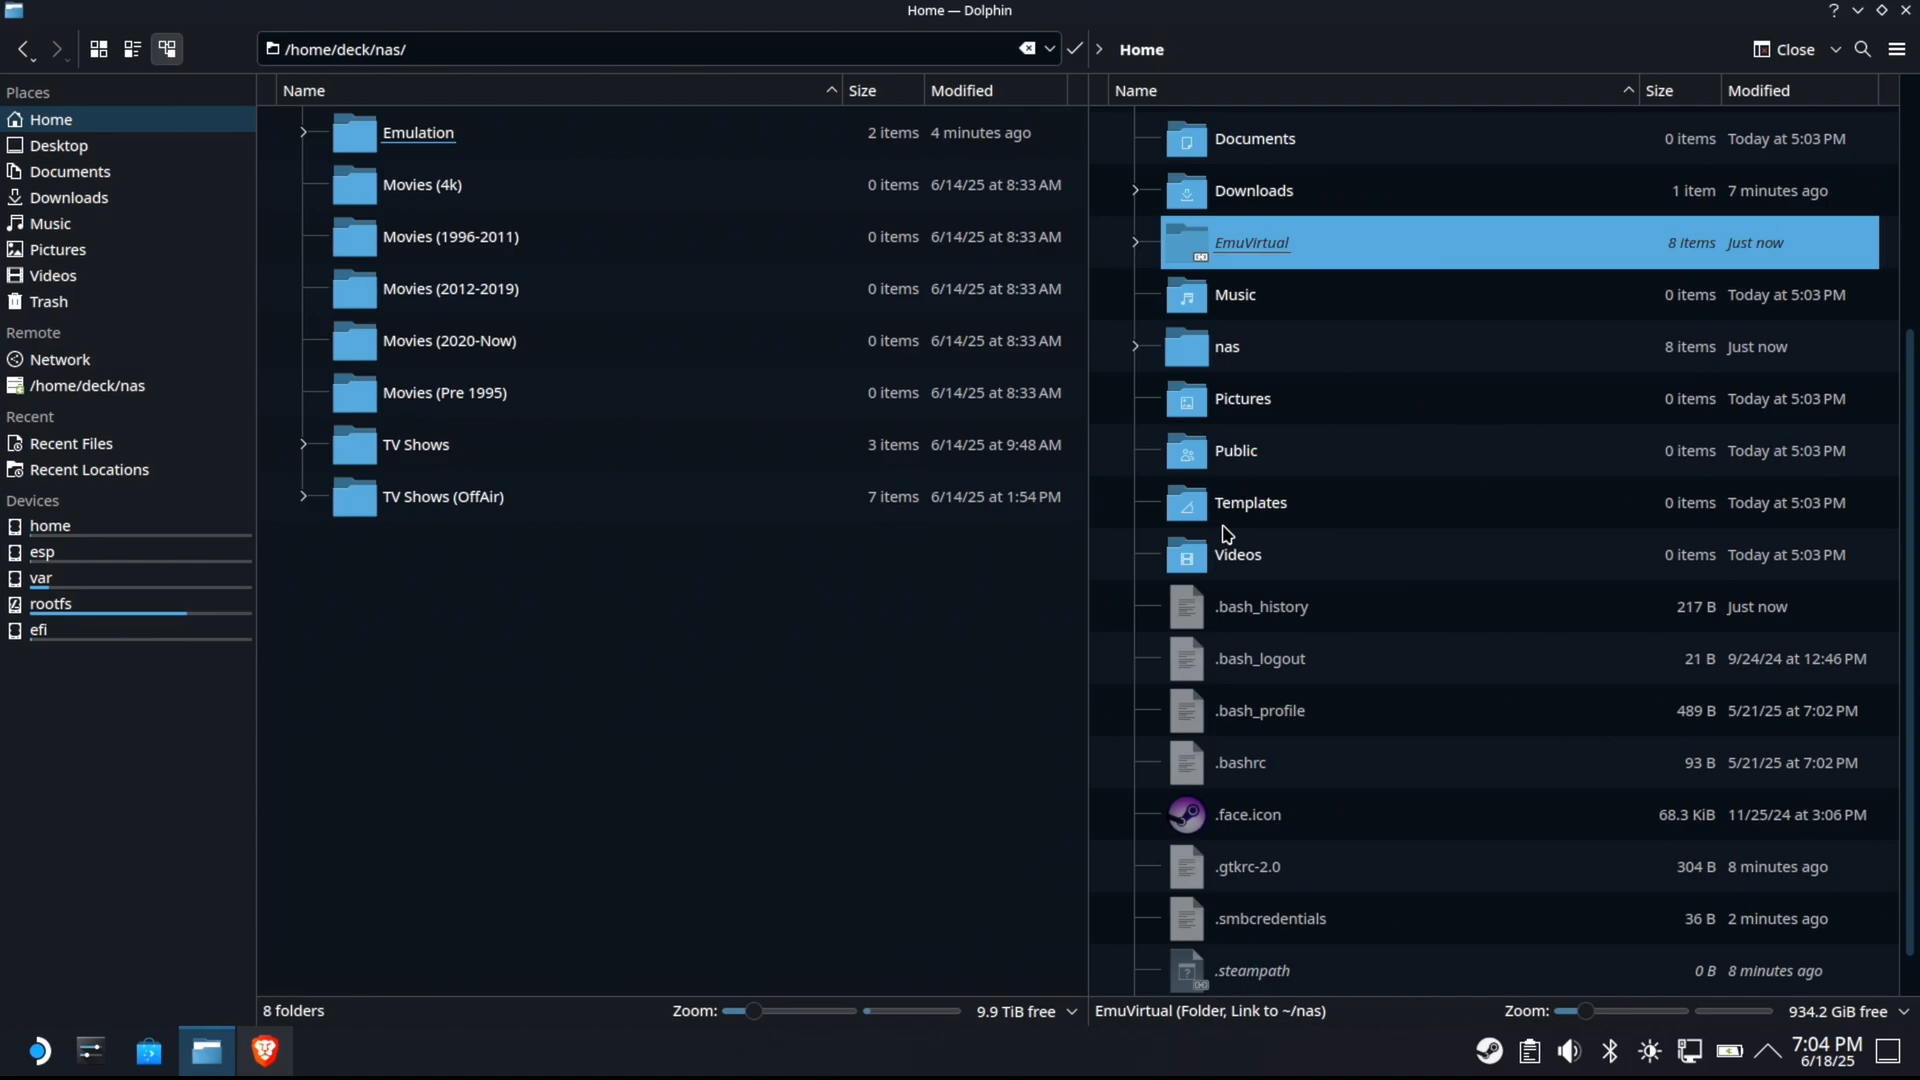 Home — Dolphin
/home/deck/nas/
Home
Close
Places
Home
Desktop
Documents
Downloads
Music
Pictures
Videos
Trash
Remote
Network
/home/deck/nas
Recent
Recent Files
Recent Locations
Devices
home
esp
var
rootfs
efi
Name Size Modified
Emulation 2 items 4 minutes ago
Movies (4k) 0 items 6/14/25 at 8:33 AM
Movies (1996-2011) 0 items 6/14/25 at 8:33 AM
Movies (2012-2019) 0 items 6/14/25 at 8:33 AM
Movies (2020-Now) 0 items 6/14/25 at 8:33 AM
Movies (Pre 1995) 0 items 6/14/25 at 8:33 AM
TV Shows 3 items 6/14/25 at 9:48 AM
TV Shows (OffAir) 7 items 6/14/25 at 1:54 PM
8 folders Zoom: 9.9 TiB free
Name Size Modified
Documents 0 items Today at 5:03 PM
Downloads 1 item 7 minutes ago
EmuVirtual 8 items Just now
Music 0 items Today at 5:03 PM
nas 8 items Just now
Pictures 0 items Today at 5:03 PM
Public 0 items Today at 5:03 PM
Templates 0 items Today at 5:03 PM
Videos 0 items Today at 5:03 PM
.bash_history 217 B Just now
.bash_logout 21 B 9/24/24 at 12:46 PM
.bash_profile 489 B 5/21/25 at 7:02 PM
.bashrc 93 B 5/21/25 at 7:02 PM
.face.icon 68.3 KiB 11/25/24 at 3:06 PM
.gtkrc-2.0 304 B 8 minutes ago
.smbcredentials 36 B 2 minutes ago
.steampath 0 B 8 minutes ago
EmuVirtual (Folder, Link to ~/nas) Zoom: 934.2 GiB free
7:04 PM
6/18/25